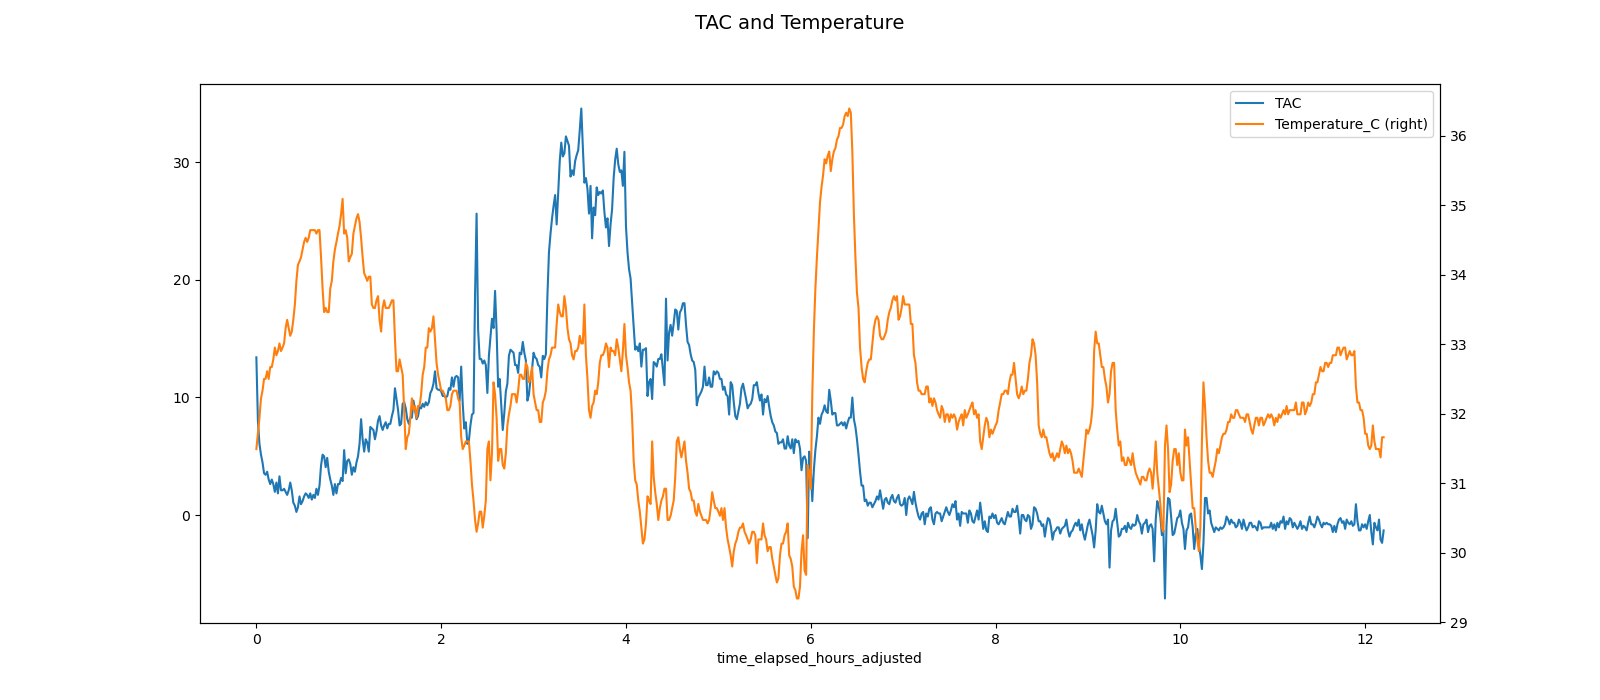 TAC and Temperature
TAC
Temperature_C (right)
30
20
10
0
36
35
34
33
32
31
30
29
0 2 4 6 8 10 12
time_elapsed_hours_adjusted